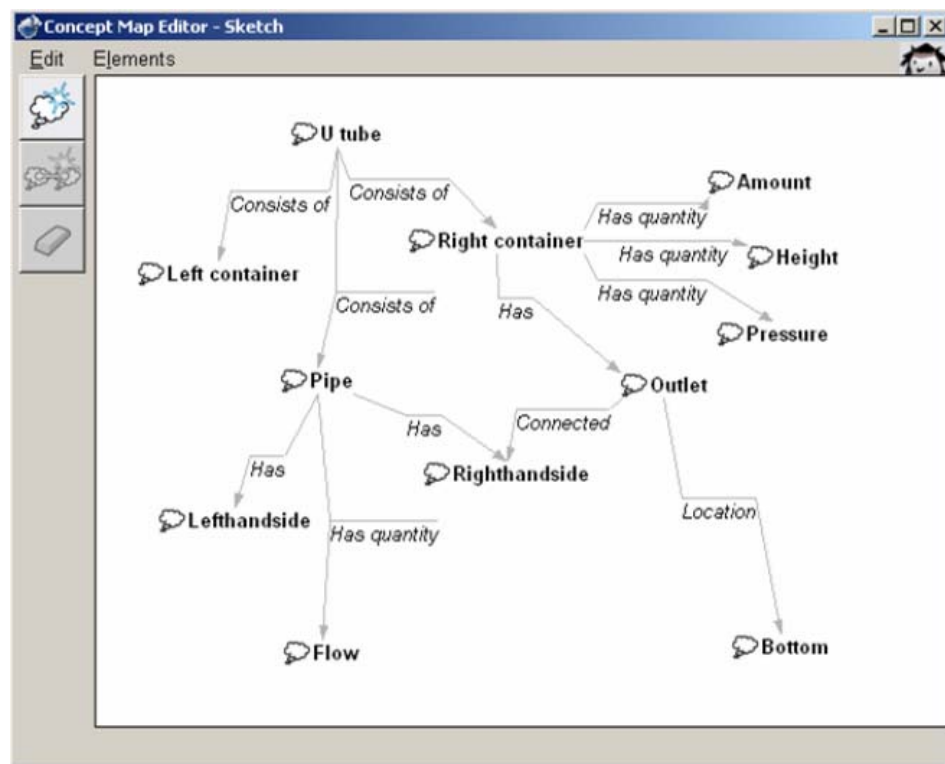 Concept Map Editor - Sketch
Edit Elements
U tube
Amount
Consists of
Consists of
Has quantity
Right container
Has quantity
Height
Left container
Has quantity
Consists of
Has
Pressure
Pipe
Outlet
Has
Connected
Has
Righthandside
Lefthandside
Location
Has quantity
Flow
Bottom